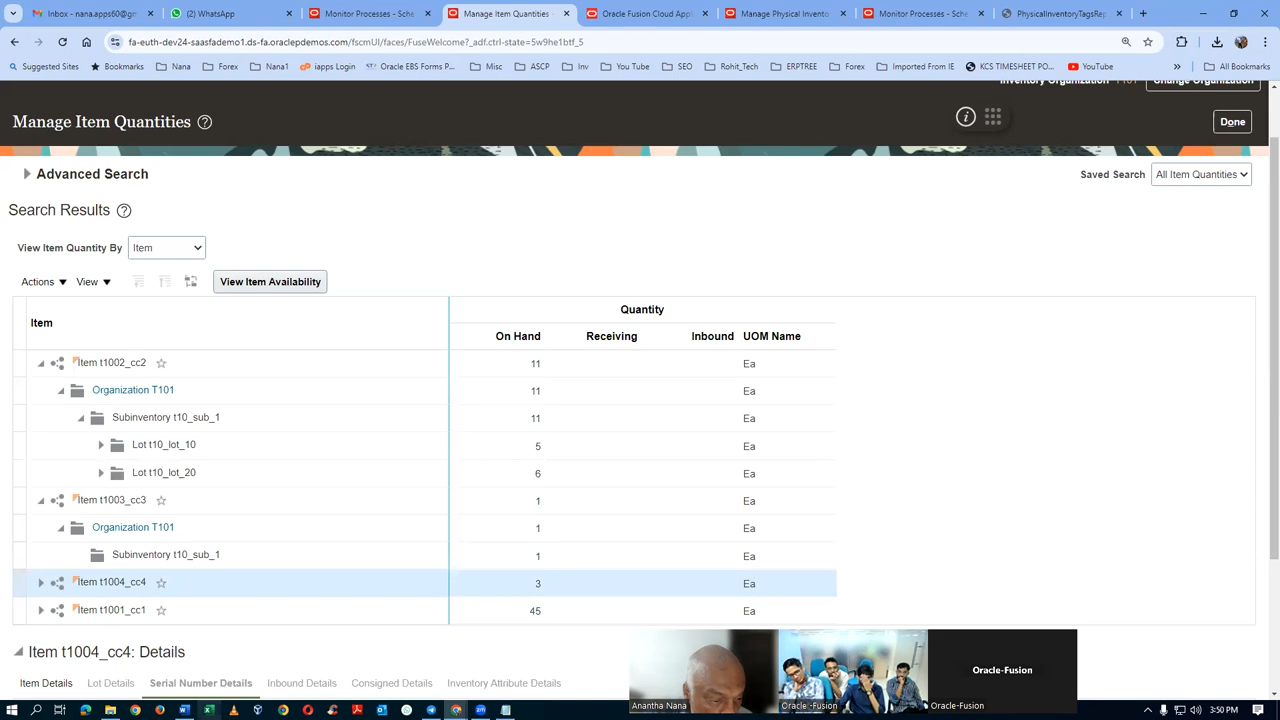 Inbox - nana.apps60@gm
WhatsApp
Monitor Processes - Sche
Manage Item Quantities -
Oracle Fusion Cloud Appl
Manage Physical Inventor
Monitor Processes - Sche
PhysicalInventoryTagsRep
fa-euth-dev24-saasfademo1.ds-fa.oraclepdemos.com/fscmUI/faces/FuseWelcome?_adf.ctrl-state=5w9he1btf_5
Suggested Sites
Bookmarks
Nana
Forex
Nana1
iapps Login
Oracle EBS Forms P...
Misc
ASCP
Inv
You Tube
SEO
Rohit_Tech
ERPTREE
Forex
Imported From IE
KCS TIMESHEET PO...
YouTube
All Bookmarks
Inventory Organization T101 Change Organization
Manage Item Quantities
Done
Advanced Search
Saved Search All Item Quantities
Search Results
View Item Quantity By Item
Actions View View Item Availability
Quantity
Item
On Hand Receiving Inbound UOM Name
Item t1002_cc2 11 Ea
Organization T101 11 Ea
Subinventory t10_sub_1 11 Ea
Lot t10_lot_10 5 Ea
Lot t10_lot_20 6 Ea
Item t1003_cc3 1 Ea
Organization T101 1 Ea
Subinventory t10_sub_1 1 Ea
Item t1004_cc4 3 Ea
Item t1001_cc1 45 Ea
Item t1004_cc4: Details
Item Details Lot Details Serial Number Details Inbound Details Consigned Details Inventory Attribute Details
Oracle-Fusion
Anantha Nana
Oracle-Fusion
Oracle-Fusion
3:50 PM